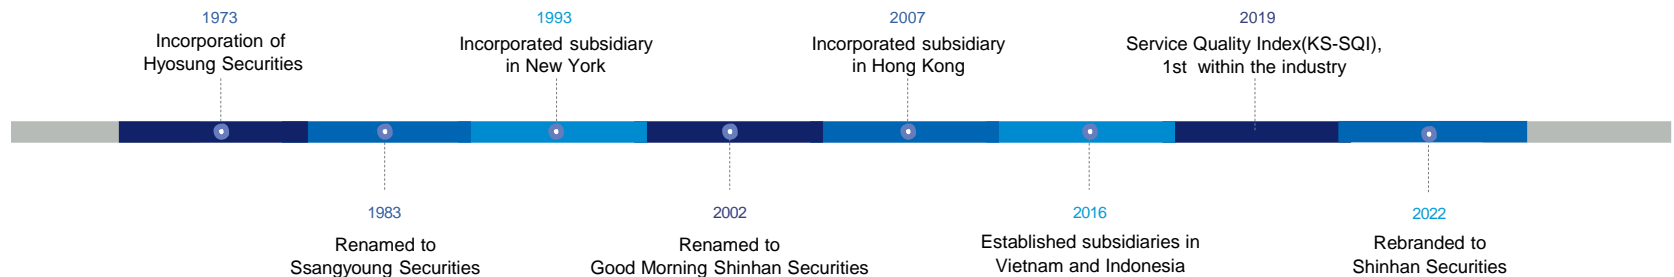 1973
Incorporation of
Hyosung Securities
1983
Renamed to
Ssangyoung Securities
1993
Incorporated subsidiary
in New York
2002
Renamed to
Good Morning Shinhan Securities
2007
Incorporated subsidiary
in Hong Kong
2016
Established subsidiaries in
Vietnam and Indonesia
2019
Service Quality Index(KS-SQI),
1st within the industry
2022
Rebranded to
Shinhan Securities